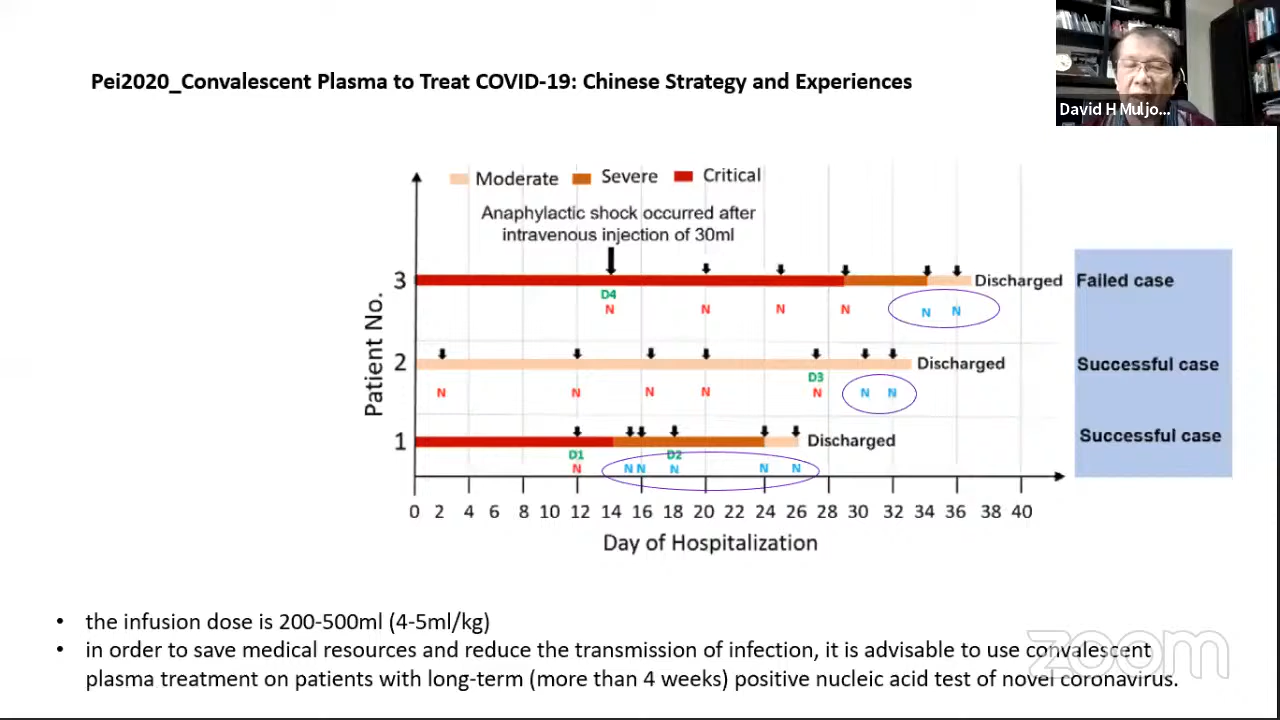 Pei2020_Convalescent Plasma to Treat COVID-19: Chinese Strategy and Experiences
David H Muljo...
Moderate Severe Critical
Anaphylactic shock occurred after
intravenous injection of 30ml
3 Discharged Failed case
D4
N N N N N N
2 Discharged Successful case
D3
N N N N N N N
1 Discharged Successful case
D1 D2
N N N N N N
Patient No.
0 2 4 6 8 10 12 14 16 18 20 22 24 26 28 30 32 34 36 38 40
Day of Hospitalization
• the infusion dose is 200-500ml (4-5ml/kg)
• in order to save medical resources and reduce the transmission of infection, it is advisable to use convalescent
plasma treatment on patients with long-term (more than 4 weeks) positive nucleic acid test of novel coronavirus.
zoom